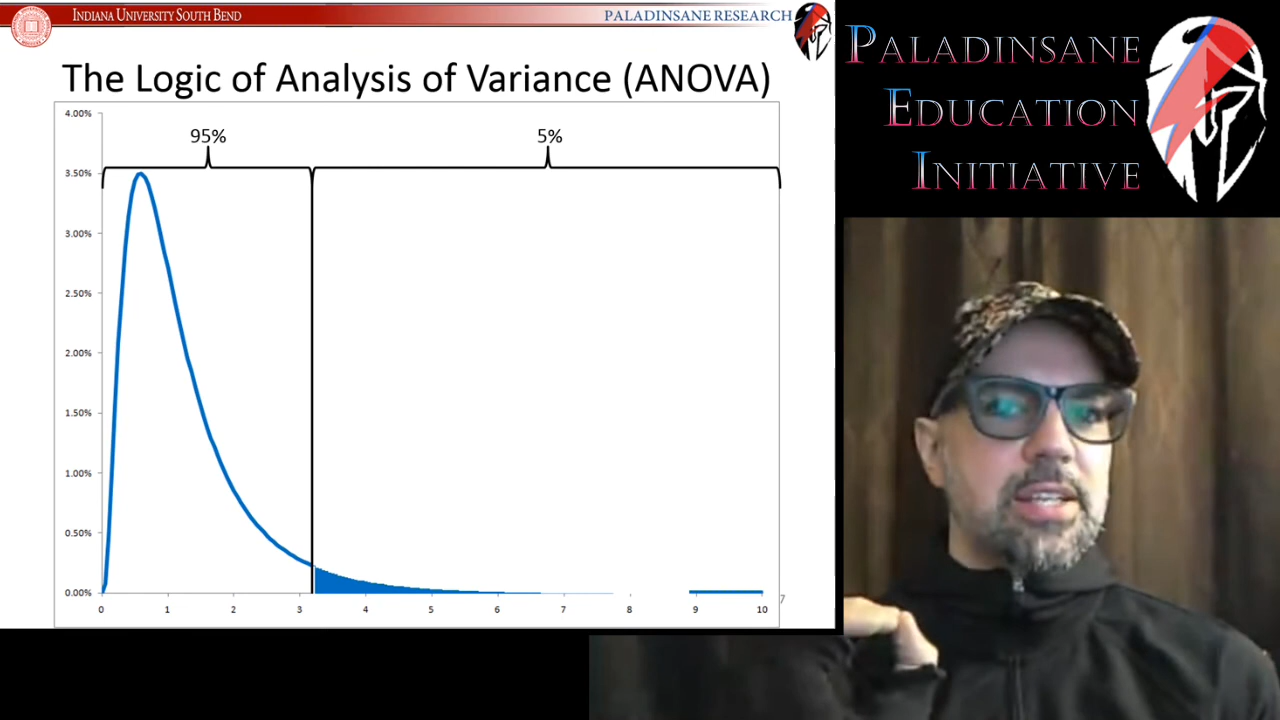 INDIANA UNIVERSITY SOUTH BEND
PALADINSANE RESEARCH
The Logic of Analysis of Variance (ANOVA)
4.00%
95%
5%
3.50%
3.00%
2.50%
2.00%
1.50%
1.00%
0.50%
0.00%
0 1 2 3 4 5 6 7 8 9 10
7
PALADINSANE
EDUCATION
INITIATIVE